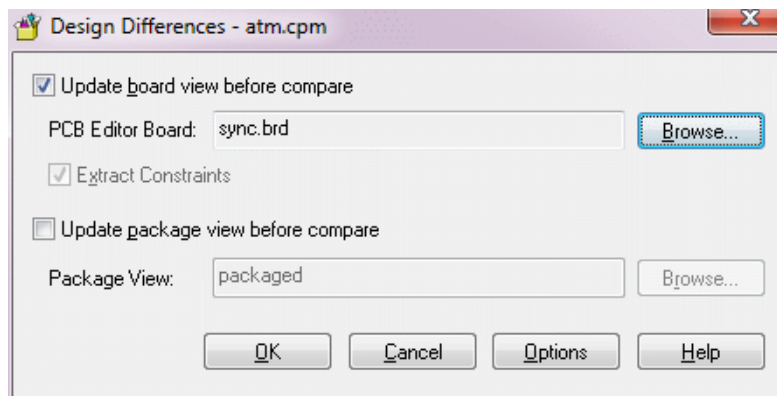 Design Differences - atm.cpm
Update board view before compare
PCB Editor Board: sync.brd Browse...
Extract Constraints
Update package view before compare
Package View: packaged Browse...
OK Cancel Options Help